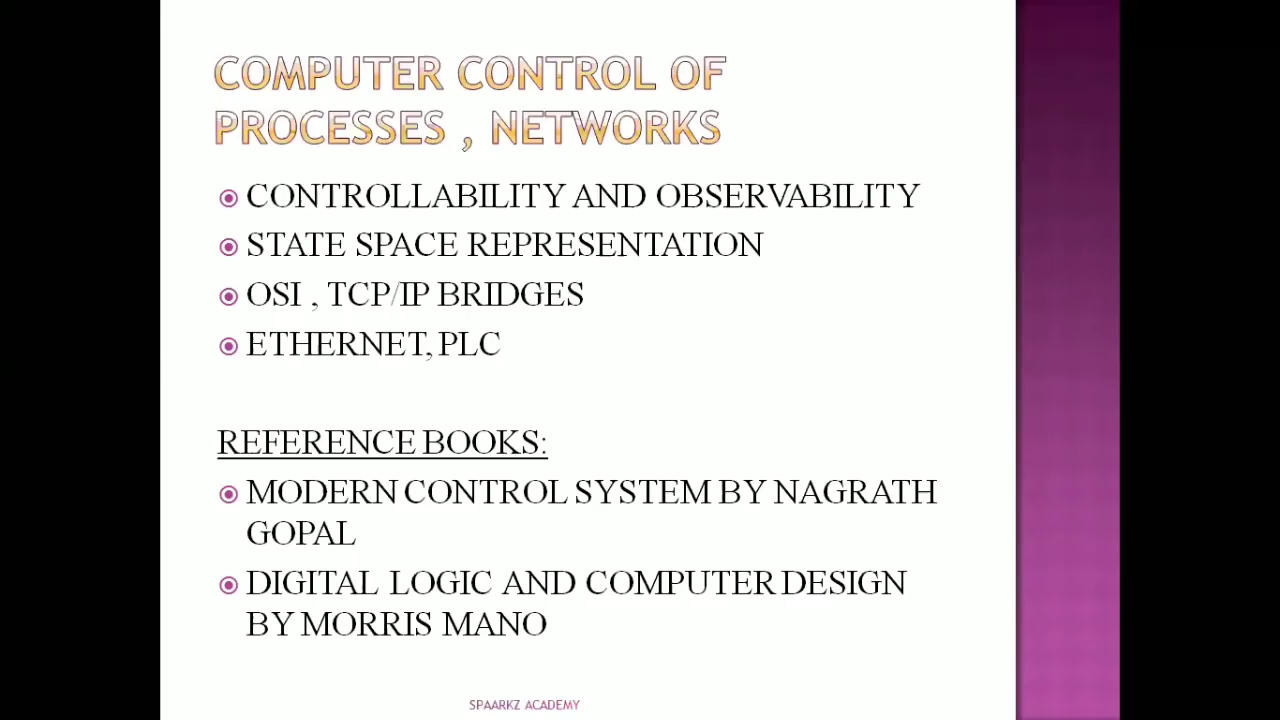 COMPUTER CONTROL OF
PROCESSES , NETWORKS
CONTROLLABILITY AND OBSERVABILITY
STATE SPACE REPRESENTATION
OSI , TCP/IP BRIDGES
ETHERNET, PLC
REFERENCE BOOKS:
MODERN CONTROL SYSTEM BY NAGRATH
GOPAL
DIGITAL LOGIC AND COMPUTER DESIGN
BY MORRIS MANO
SPAARKZ ACADEMY